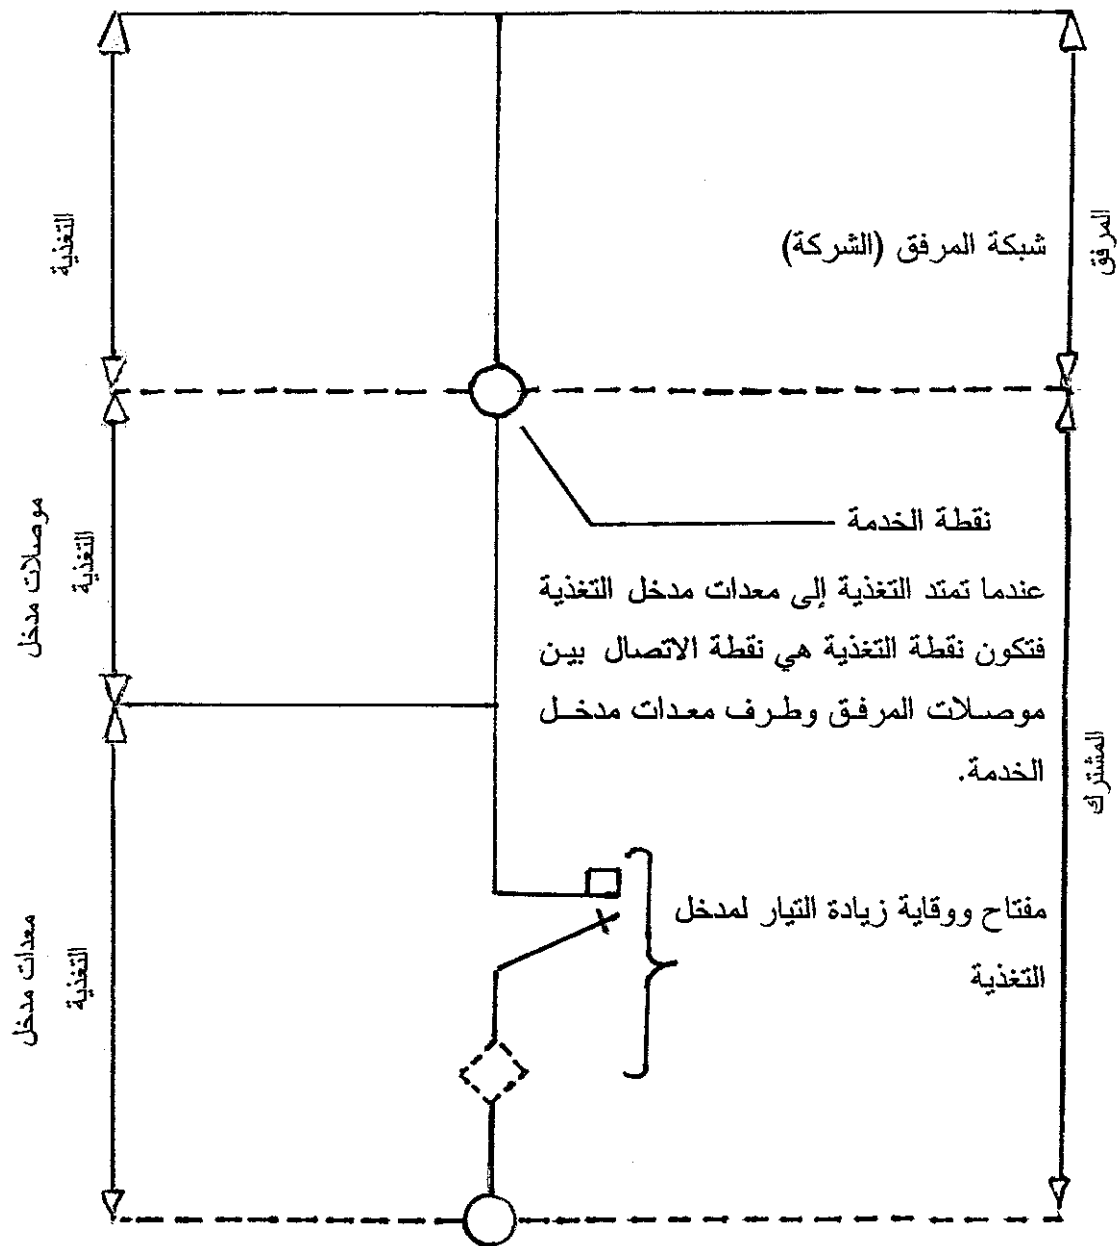 شبكة المرفق (الشركة)
المرفق
التغذية
نقطة الخدمة
عندما تمتد التغذية إلى معدات مدخل التغذية
فتكون نقطة التغذية هي نقطة الاتصال بين
موصلات المرفق وطرف معدات مدخل
الخدمة.
المشترك
موصلات مدخل
التغذية
مفتاح ووقاية زيادة التيار لمدخل
التغذية
معدات مدخل
التغذية